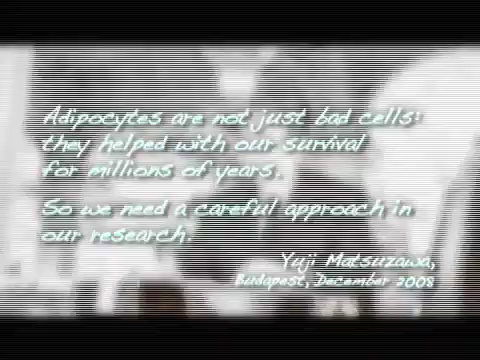 Adipocytes are not just bad cells:
they helped with our survival
for millions of years.
So we need a careful approach in
our research.
Yuji Matsuzawa,
Budapest, December 2008